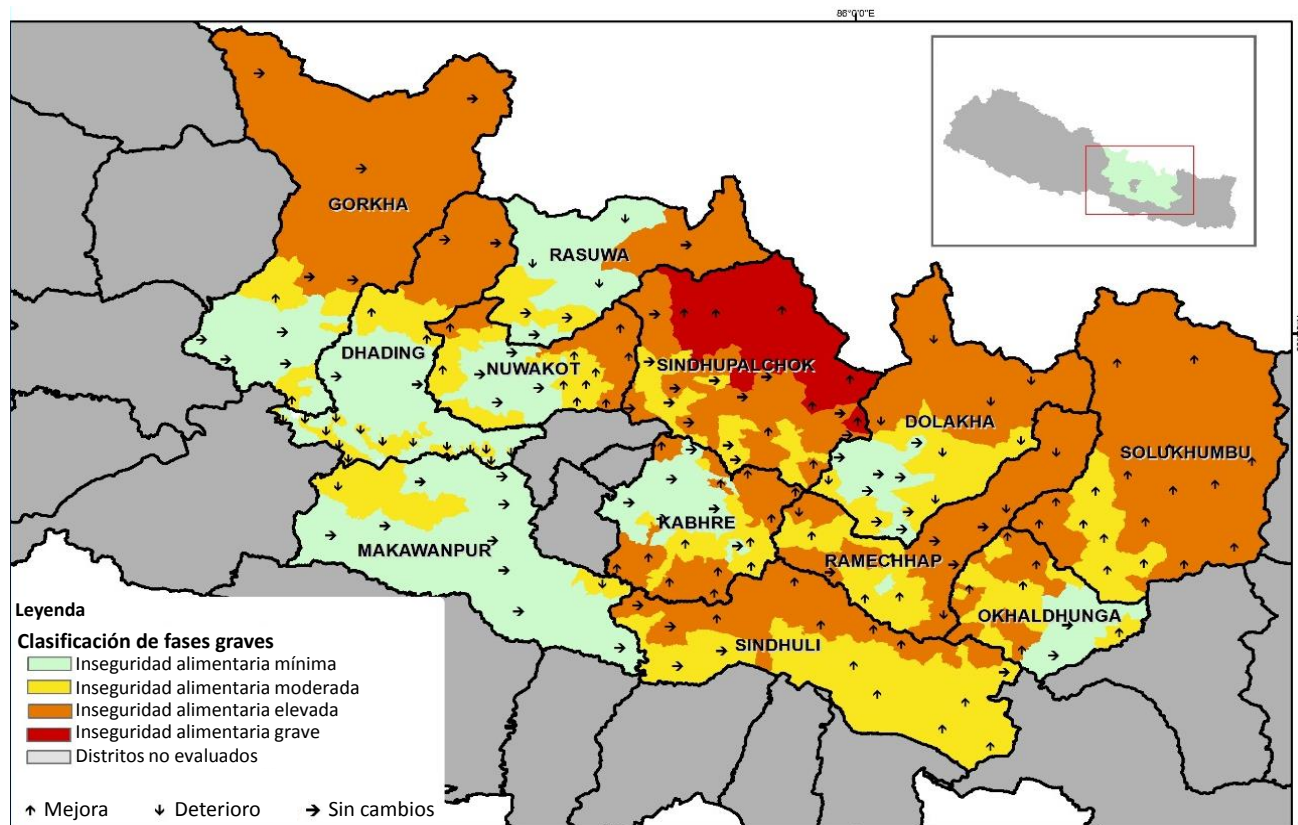 86°0'0"E
GORKHA
RASUWA
DHADING
NUWAKOT
SINDHUPALCHOK
DOLAKHA
SOLUKHUMBU
KABHRE
MAKAWANPUR
RAMECHHAP
OKHALDHUNGA
SINDHULI
Leyenda
Clasificación de fases graves
Inseguridad alimentaria mínima
Inseguridad alimentaria moderada
Inseguridad alimentaria elevada
Inseguridad alimentaria grave
Distritos no evaluados
Mejora Deterioro Sin cambios